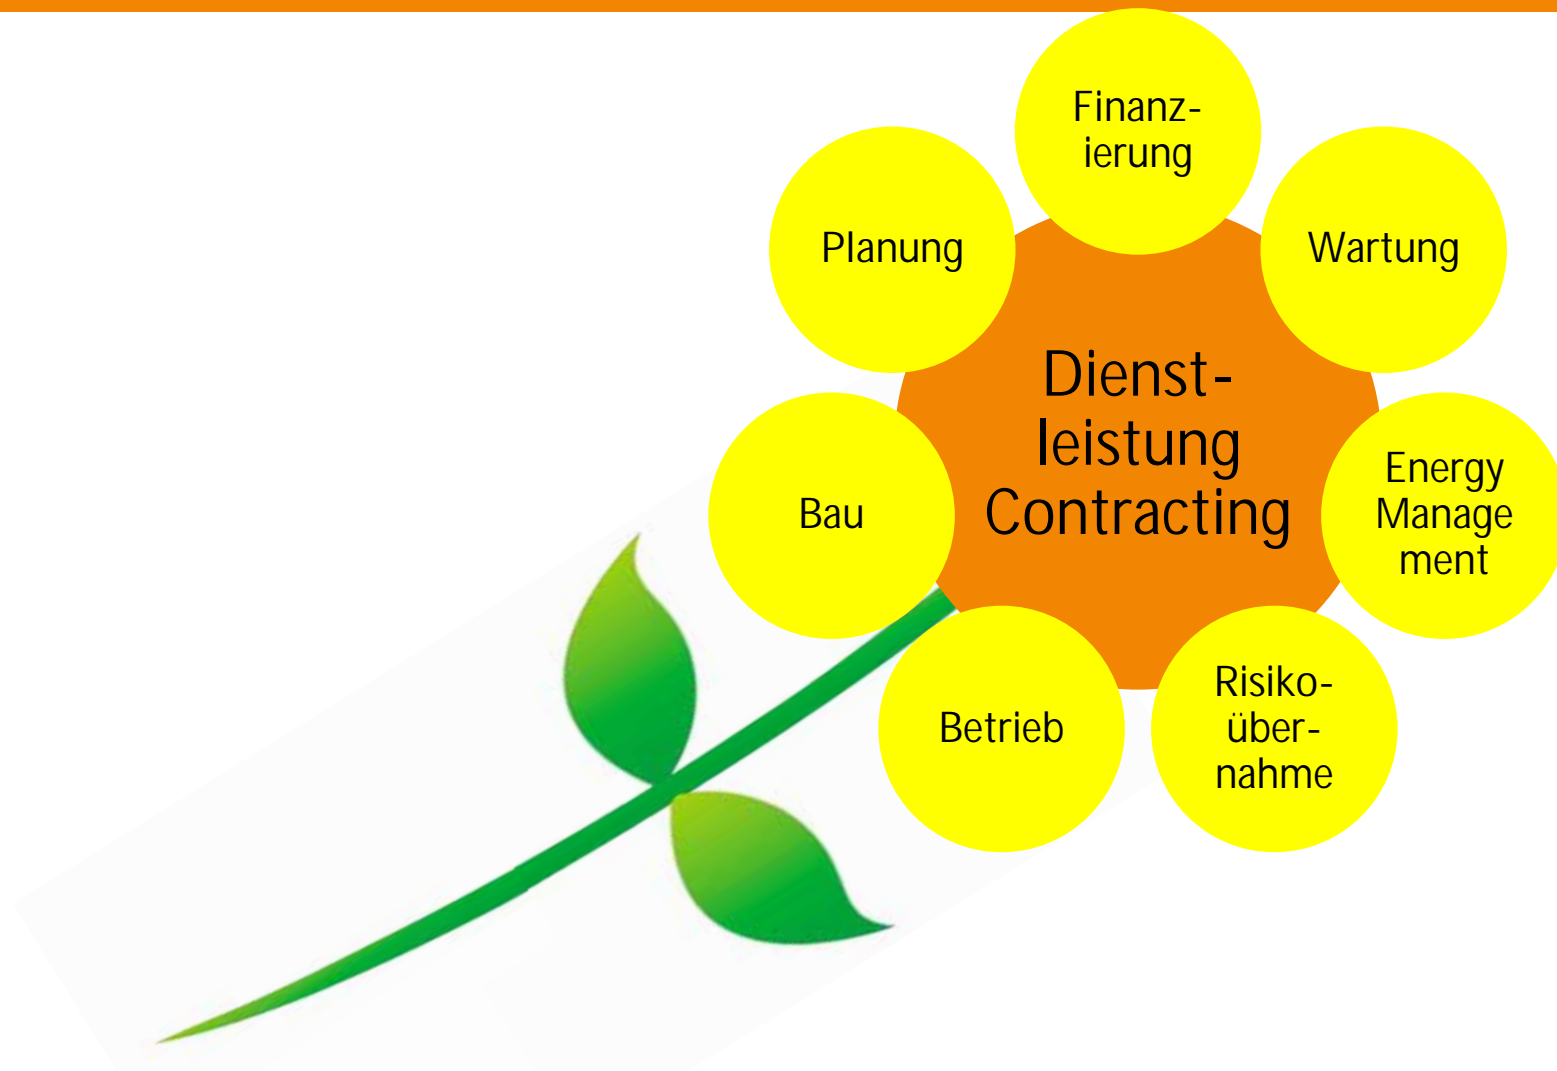 Finanz-
ierung
Planung
Wartung
Dienst-
leistung
Contracting
Bau
Energy
Manage
ment
Betrieb
Risiko-
über-
nahme